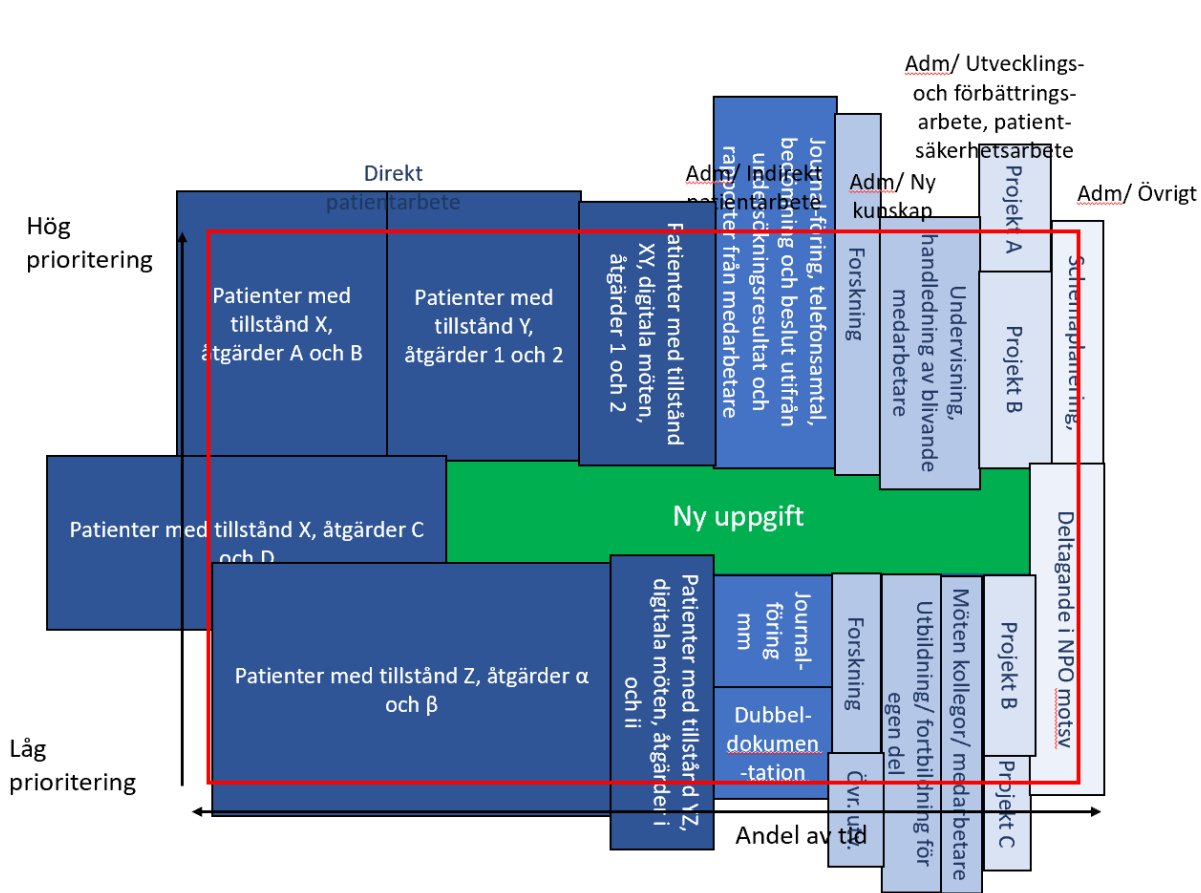 Adm/ Utvecklings-
och förbättrings-
arbete, patient-
säkerhetsarbete
Direkt
patientarbete
Adm/ Indirekt
patientarbete
Adm/ Ny
kunskap
Adm/ Övrigt
Hög
prioritering
Patienter med
tillstånd X,
åtgärder A och B
Patienter med
tillstånd Y,
åtgärder 1 och 2
Patienter med tillstånd
XY, digitala möten,
åtgärder 1 och 2
Journal-föring, telefonsamtal,
bedömning och beslut utifrån
undersökningsresultat och
rapporter från medarbetare
Forskning
Undervisning,
handledning av blivande
medarbetare
Projekt A
Projekt B
Schemaplanering,
Patienter med tillstånd X, åtgärder C
och D
Ny uppgift
Deltagande i NPO motsv
Patienter med tillstånd Z, åtgärder α
och β
Patienter med tillstånd YZ,
digitala möten, åtgärder i
och ii
Journal-
föring
mm
Dubbel-
dokumen
-tation
Forskning
Övr. utv.
Utbildning/ fortbildning för
egen del
Möten kollegor/ medarbetare
Projekt B
Projekt C
Låg
prioritering
Andel av tid